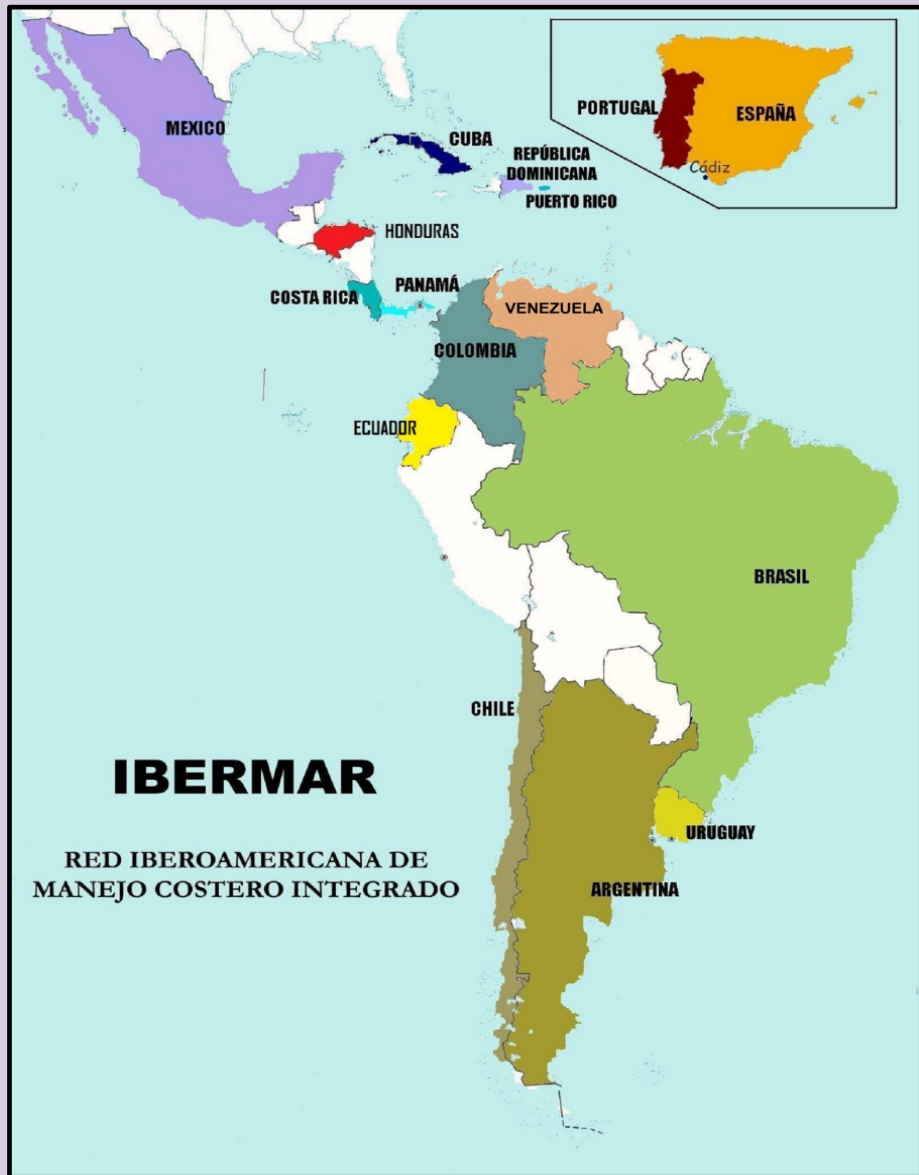 MEXICO
CUBA
REPÚBLICA
DOMINICANA
PUERTO RICO
PORTUGAL
ESPAÑA
Cádiz
HONDURAS
COSTA RICA
PANAMÁ
VENEZUELA
COLOMBIA
ECUADOR
BRASIL
CHILE
URUGUAY
ARGENTINA
IBERMAR
RED IBEROAMERICANA DE
MANEJO COSTERO INTEGRADO